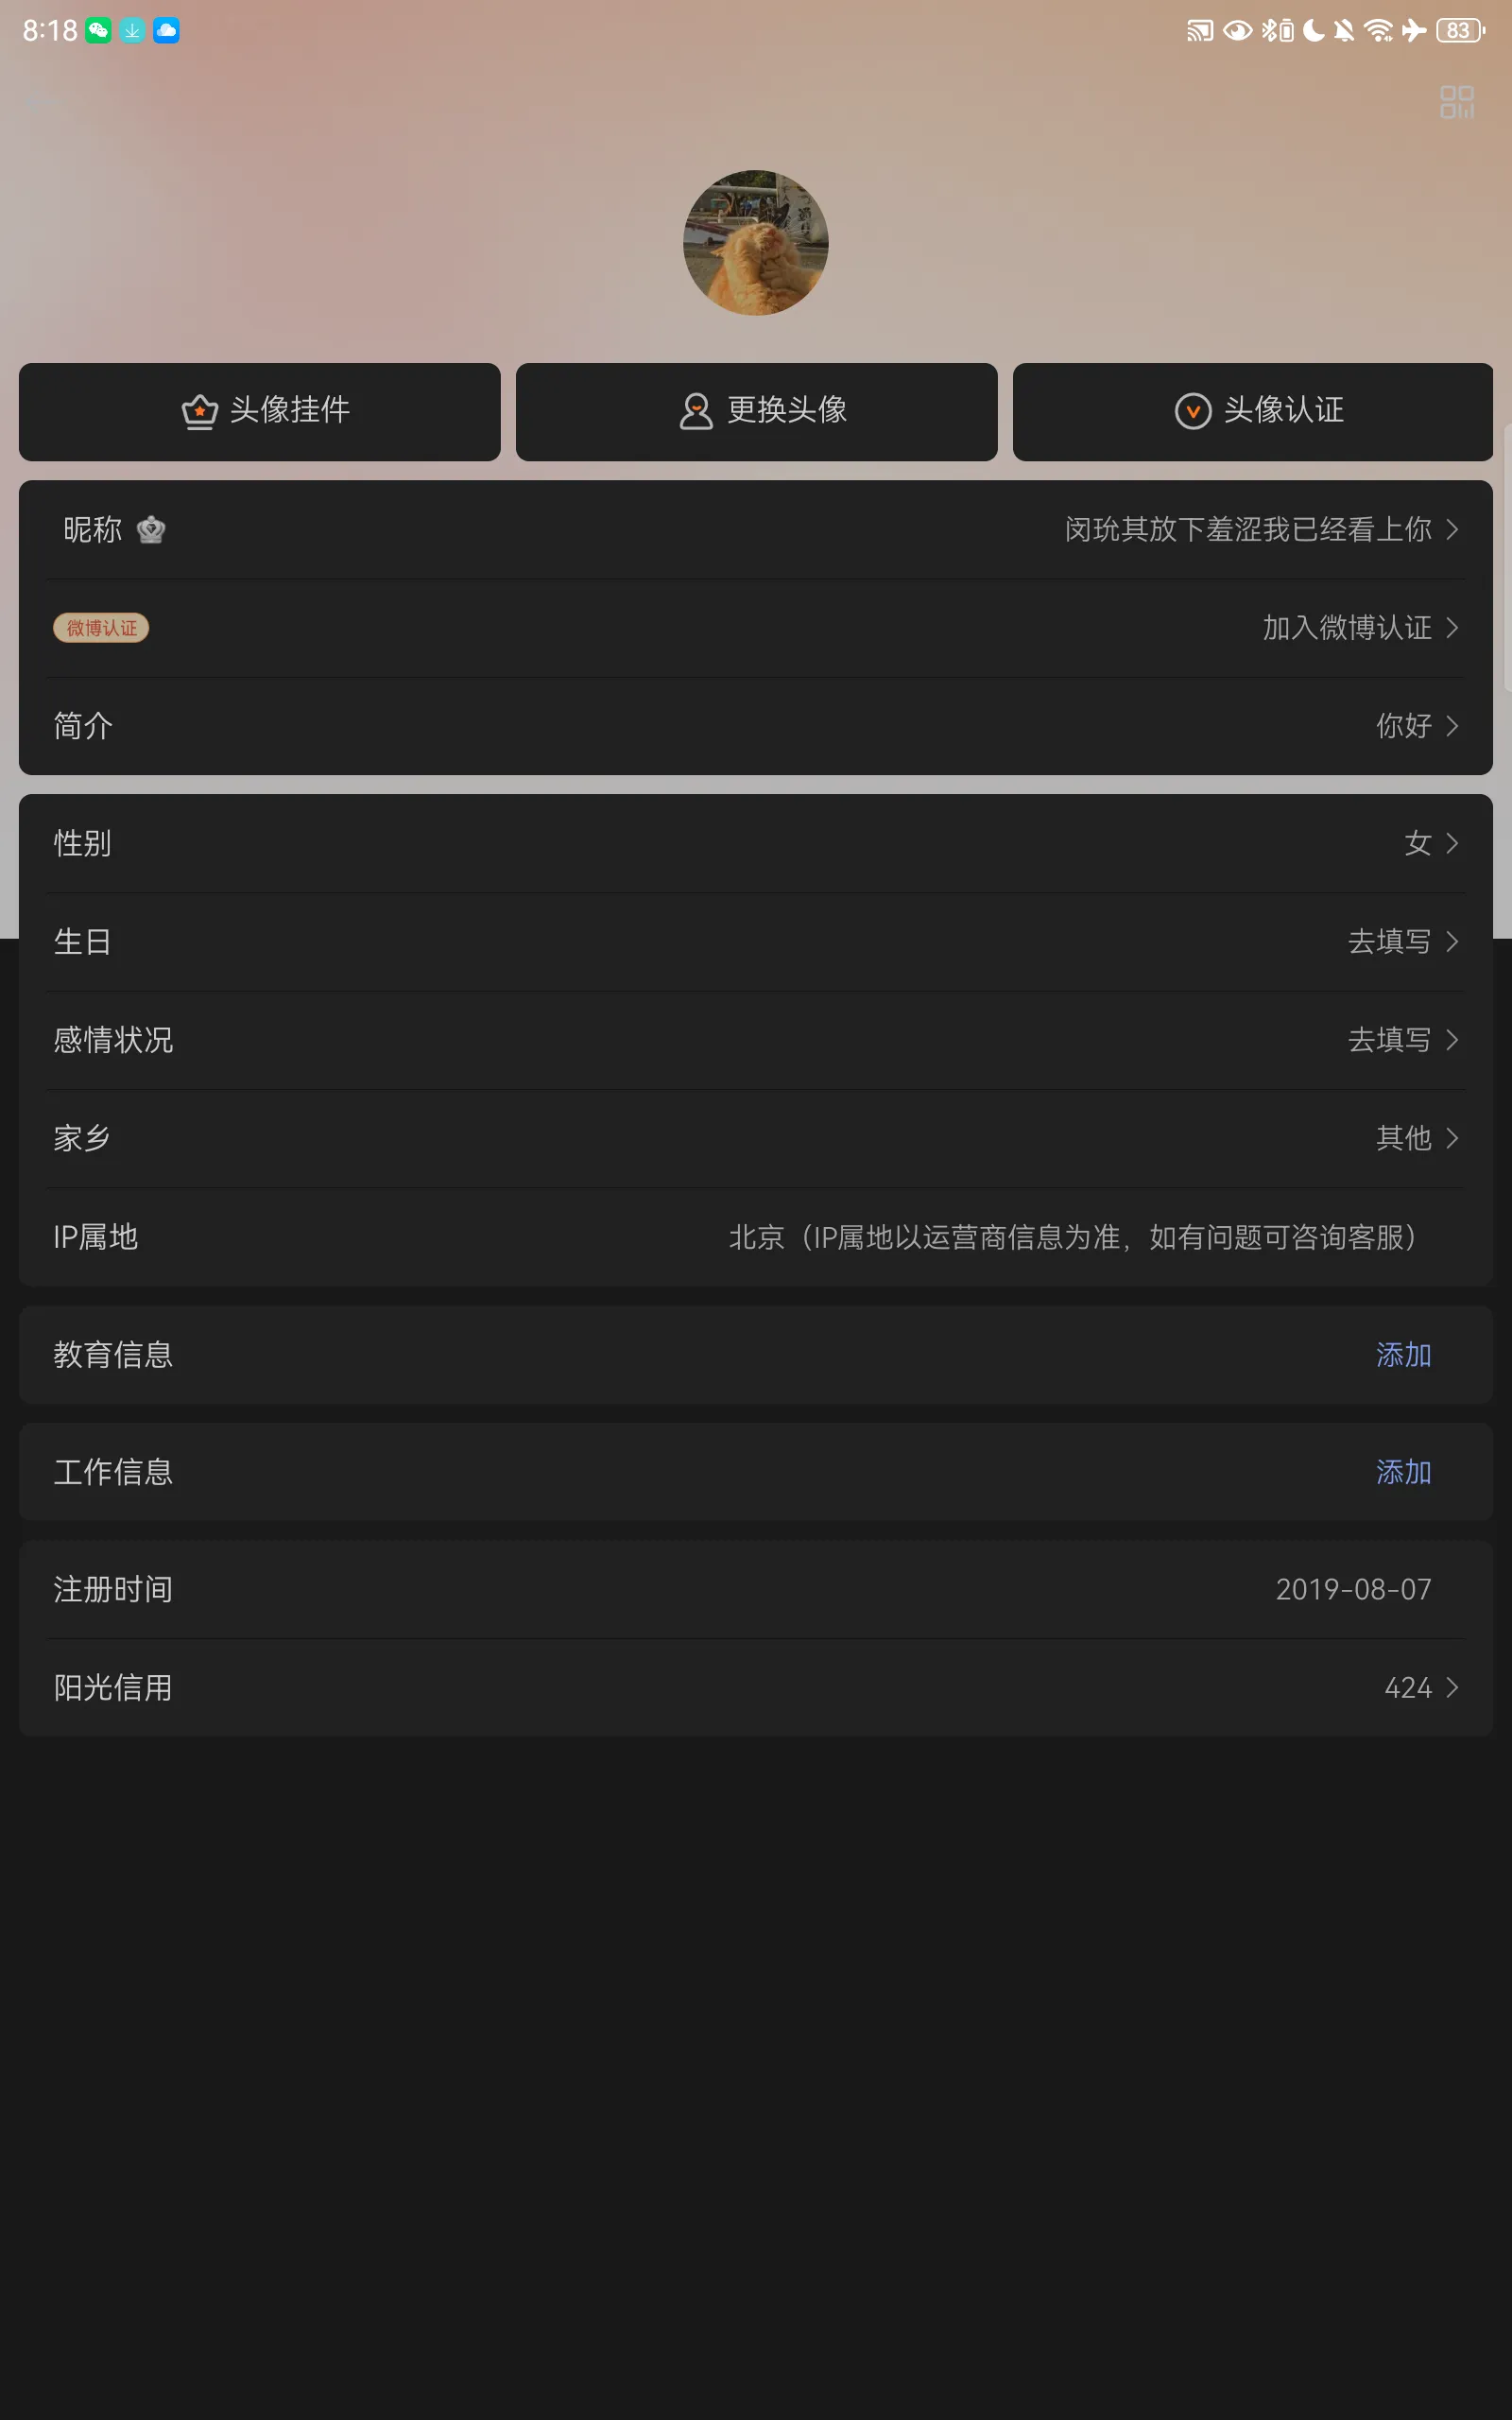 8:18
83
头像挂件
更换头像
头像认证
昵称 闵玧其放下羞涩我已经看上你
微博认证 加入微博认证
简介 你好
性别 女
生日 去填写
感情状况 去填写
家乡 其他
IP属地 北京（IP属地以运营商信息为准，如有问题可咨询客服）
教育信息 添加
工作信息 添加
注册时间 2019-08-07
阳光信用 424